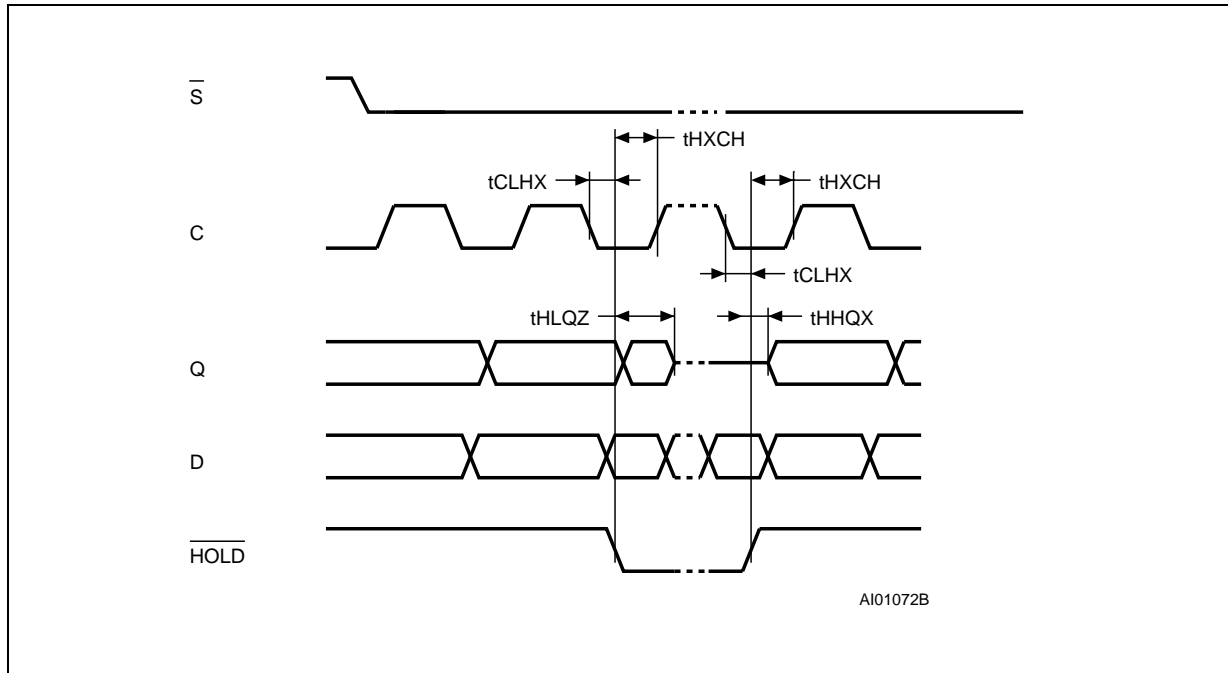 S
tHXCH
tCLHX
tHXCH
C
tCLHX
tHLQZ
tHHQX
Q
D
HOLD
AI01072B